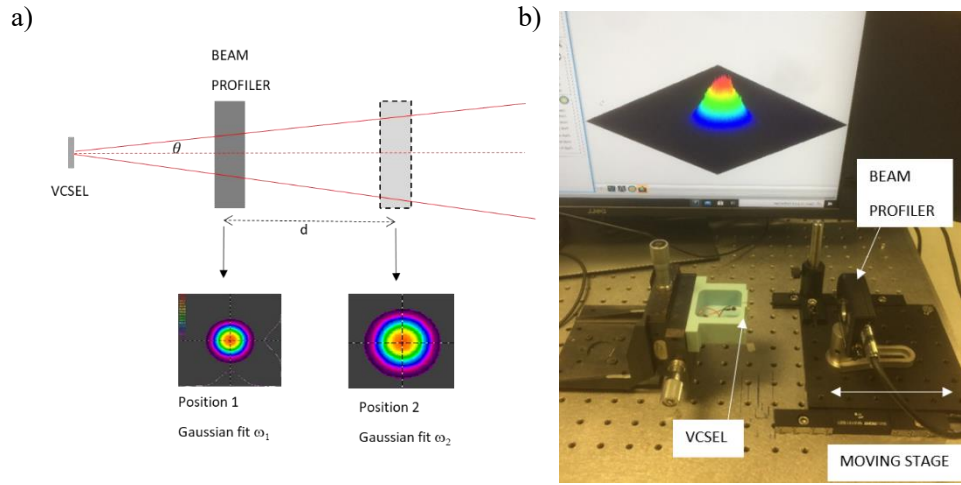 a)
BEAM
PROFILER
θ
VCSEL
d
Position 1
Gaussian fit ω1
Position 2
Gaussian fit ω2
b)
BEAM
PROFILER
VCSEL
MOVING STAGE